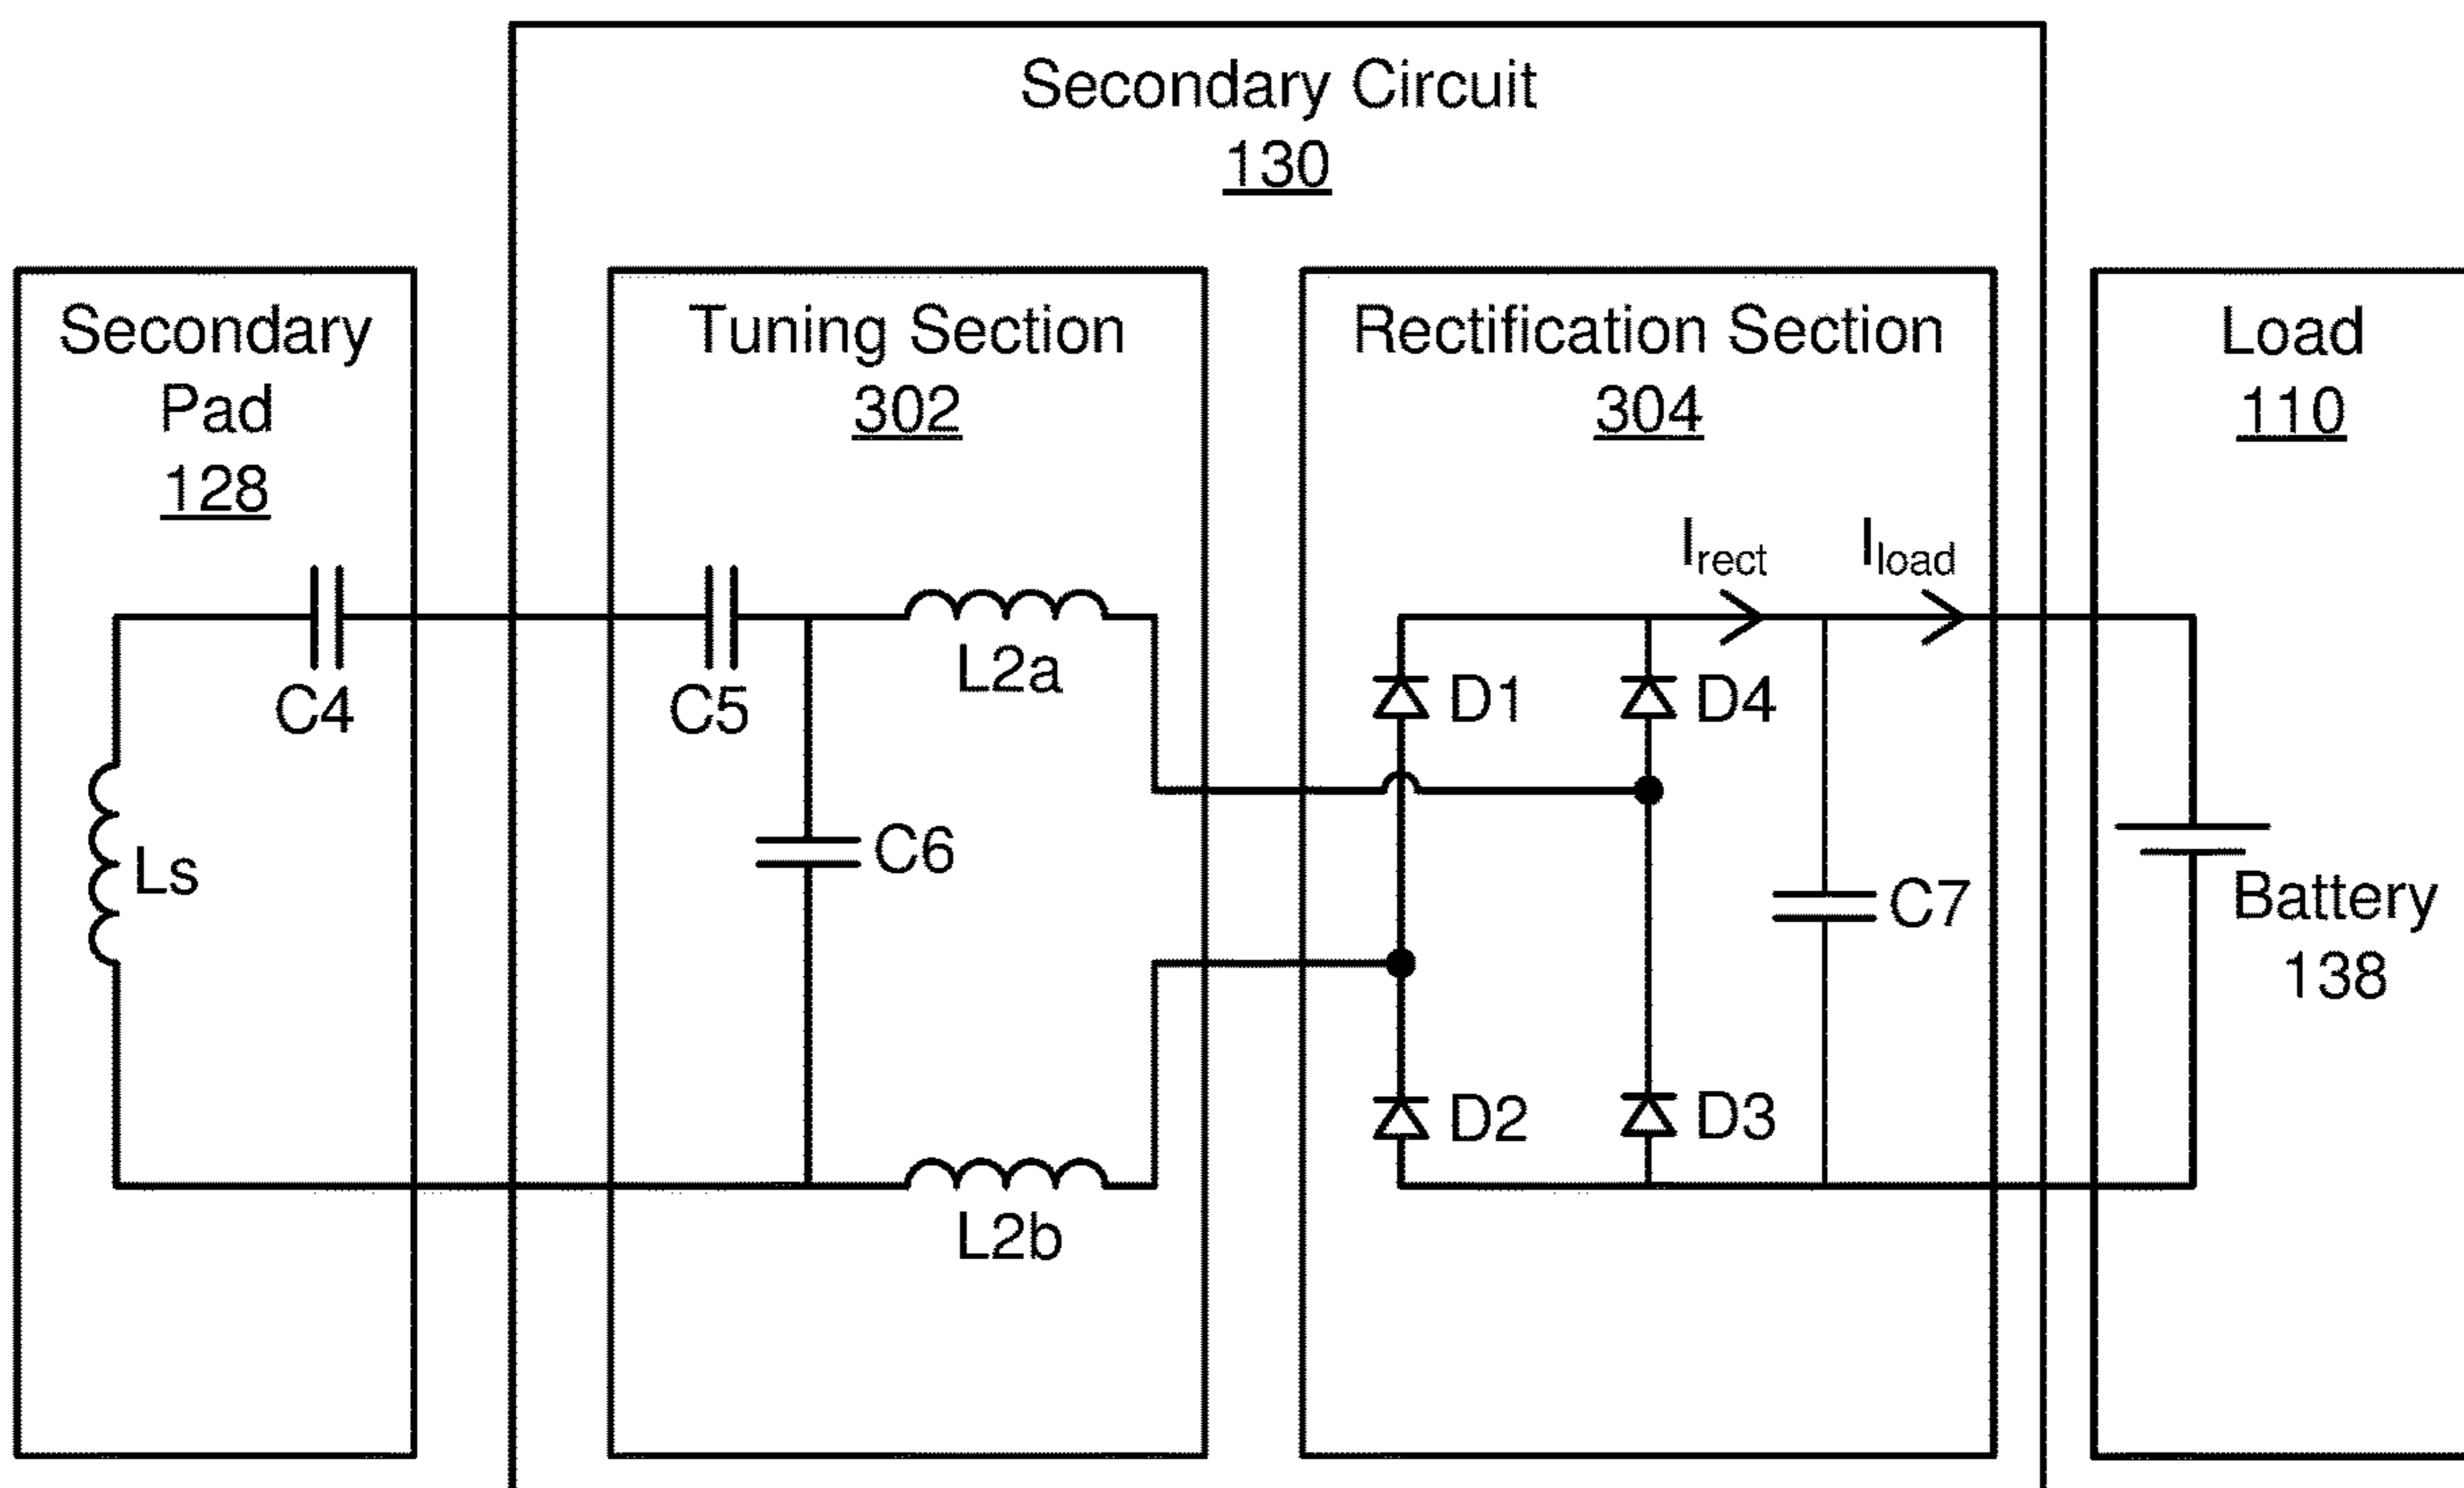 Secondary Circuit
130
Secondary
Pad
128
Tuning Section
302
Rectification Section
304
Load
110
Irect
Iload
C4
C5
L2a
D1
D4
Ls
C6
C7
Battery
138
D2
D3
L2b